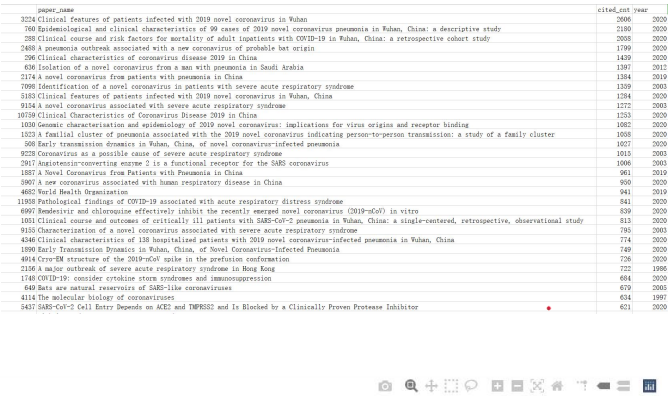 paper_name cited_cnt year
3224 Clinical features of patients infected with 2019 novel coronavirus in Wuhan 2606 2020
760 Epidemiological and clinical characteristics of 99 cases of 2019 novel coronavirus pneumonia in Wuhan, China: a descriptive study 2180 2020
288 Clinical course and risk factors for mortality of adult inpatients with COVID-19 in Wuhan, China: a retrospective cohort study 2058 2020
2488 A pneumonia outbreak associated with a new coronavirus of probable bat origin 1799 2020
296 Clinical characteristics of coronavirus disease 2019 in China 1439 2020
636 Isolation of a novel coronavirus from a man with pneumonia in Saudi Arabia 1397 2012
2174 A novel coronavirus from patients with pneumonia in China 1384 2019
7098 Identification of a novel coronavirus in patients with severe acute respiratory syndrome 1359 2003
5183 Clinical features of patients infected with 2019 novel coronavirus in Wuhan, China 1284 2020
9154 A novel coronavirus associated with severe acute respiratory syndrome 1272 2003
10759 Clinical Characteristics of Coronavirus Disease 2019 in China 1253 2020
1030 Genomic characterisation and epidemiology of 2019 novel coronavirus: implications for virus origins and receptor binding 1082 2020
1323 A familial cluster of pneumonia associated with the 2019 novel coronavirus indicating person-to-person transmission: a study of a family cluster 1058 2020
508 Early transmission dynamics in Wuhan, China, of novel coronavirus-infected pneumonia 1027 2020
9228 Coronavirus as a possible cause of severe acute respiratory syndrome 1015 2003
2917 Angiotensin-converting enzyme 2 is a functional receptor for the SARS coronavirus 1006 2003
1887 A Novel Coronavirus from Patients with Pneumonia in China 961 2019
5907 A new coronavirus associated with human respiratory disease in China 950 2020
4682 World Health Organization 941 2019
11958 Pathological findings of COVID-19 associated with acute respiratory distress syndrome 841 2020
6997 Remdesivir and chloroquine effectively inhibit the recently emerged novel coronavirus (2019-nCoV) in vitro 839 2020
1051 Clinical course and outcomes of critically ill patients with SARS-CoV-2 pneumonia in Wuhan, China: a single-centered, retrospective, observational study 813 2020
9155 Characterization of a novel coronavirus associated with severe acute respiratory syndrome 795 2003
4346 Clinical characteristics of 138 hospitalized patients with 2019 novel coronavirus-infected pneumonia in Wuhan, China 774 2020
1890 Early Transmission Dynamics in Wuhan, China, of Novel Coronavirus-Infected Pneumonia 749 2020
4914 Cryo-EM structure of the 2019-nCoV spike in the prefusion conformation 726 2020
2156 A major outbreak of severe acute respiratory syndrome in Hong Kong 722 1986
1748 COVID-19: consider cytokine storm syndromes and immunosuppression 684 2020
649 Bats are natural reservoirs of SARS-like coronaviruses 679 2005
4114 The molecular biology of coronaviruses 634 1997
5437 SARS-CoV-2 Cell Entry Depends on ACE2 and TMPRSS2 and Is Blocked by a Clinically Proven Protease Inhibitor 621 2020